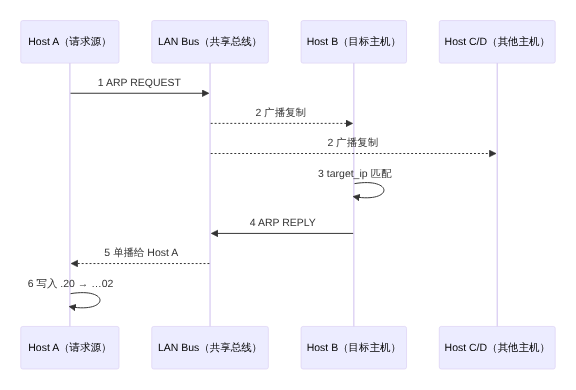 Host A（请求源）
LAN Bus（共享总线）
Host B（目标主机）
Host C/D（其他主机）
1 ARP REQUEST
2 广播复制
2 广播复制
3 target_ip 匹配
4 ARP REPLY
5 单播给 Host A
6 写入 .20 → …02
Host A（请求源）
LAN Bus（共享总线）
Host B（目标主机）
Host C/D（其他主机）